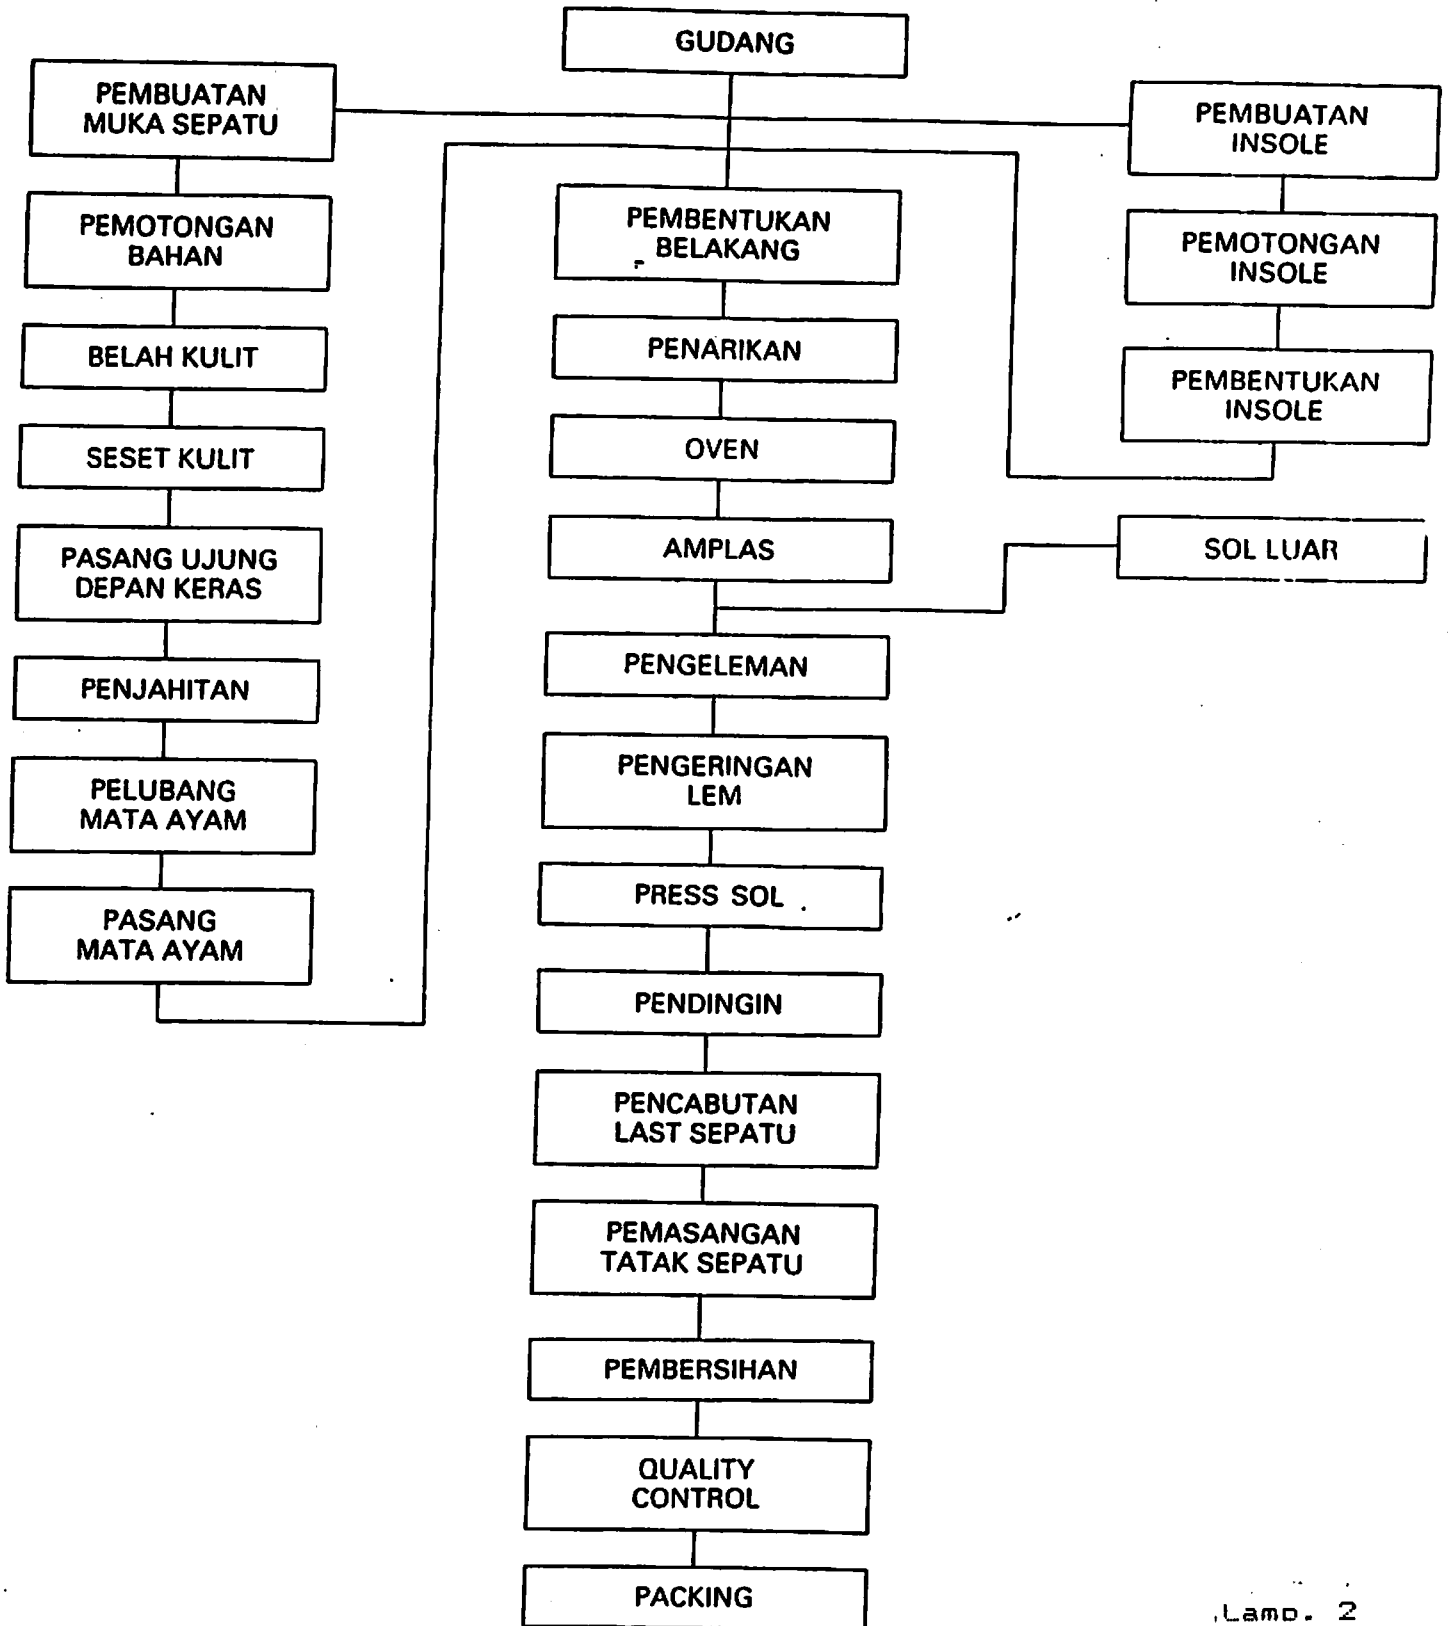 GUDANG
PEMBUATAN
MUKA SEPATU
PEMOTONGAN
BAHAN
BELAH KULIT
SESET KULIT
PASANG UJUNG
DEPAN KERAS
PENJAHITAN
PELUBANG
MATA AYAM
PASANG
MATA AYAM
PEMBENTUKAN
BELAKANG
PENARIKAN
OVEN
AMPLAS
PENGELEMAN
PENGERINGAN
LEM
PRESS SOL
PENDINGIN
PENCABUTAN
LAST SEPATU
PEMASANGAN
TATAK SEPATU
PEMBERSIHAN
QUALITY
CONTROL
PACKING
PEMBUATAN
INSOLE
PEMOTONGAN
INSOLE
PEMBENTUKAN
INSOLE
SOL LUAR
Lamp. 2